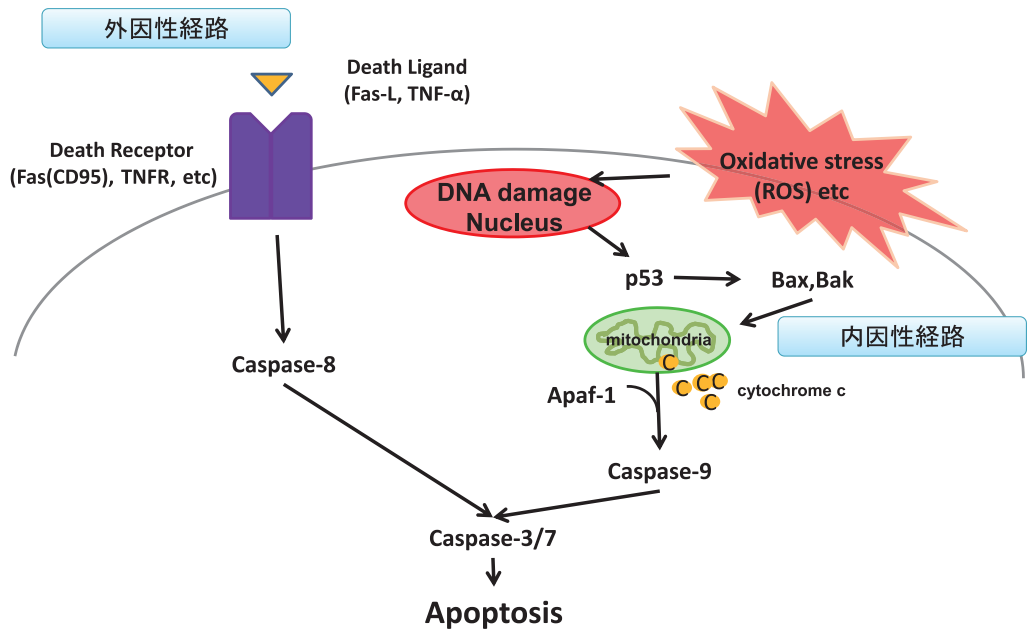 外因性経路
Death Ligand
(Fas-L, TNF-α)
Death Receptor
(Fas(CD95), TNFR, etc)
Oxidative stress
(ROS) etc
DNA damage
Nucleus
p53
Bax,Bak
内因性経路
mitochondria
C
C
C
C
C
cytochrome c
Caspase-8
Apaf-1
Caspase-9
Caspase-3/7
Apoptosis